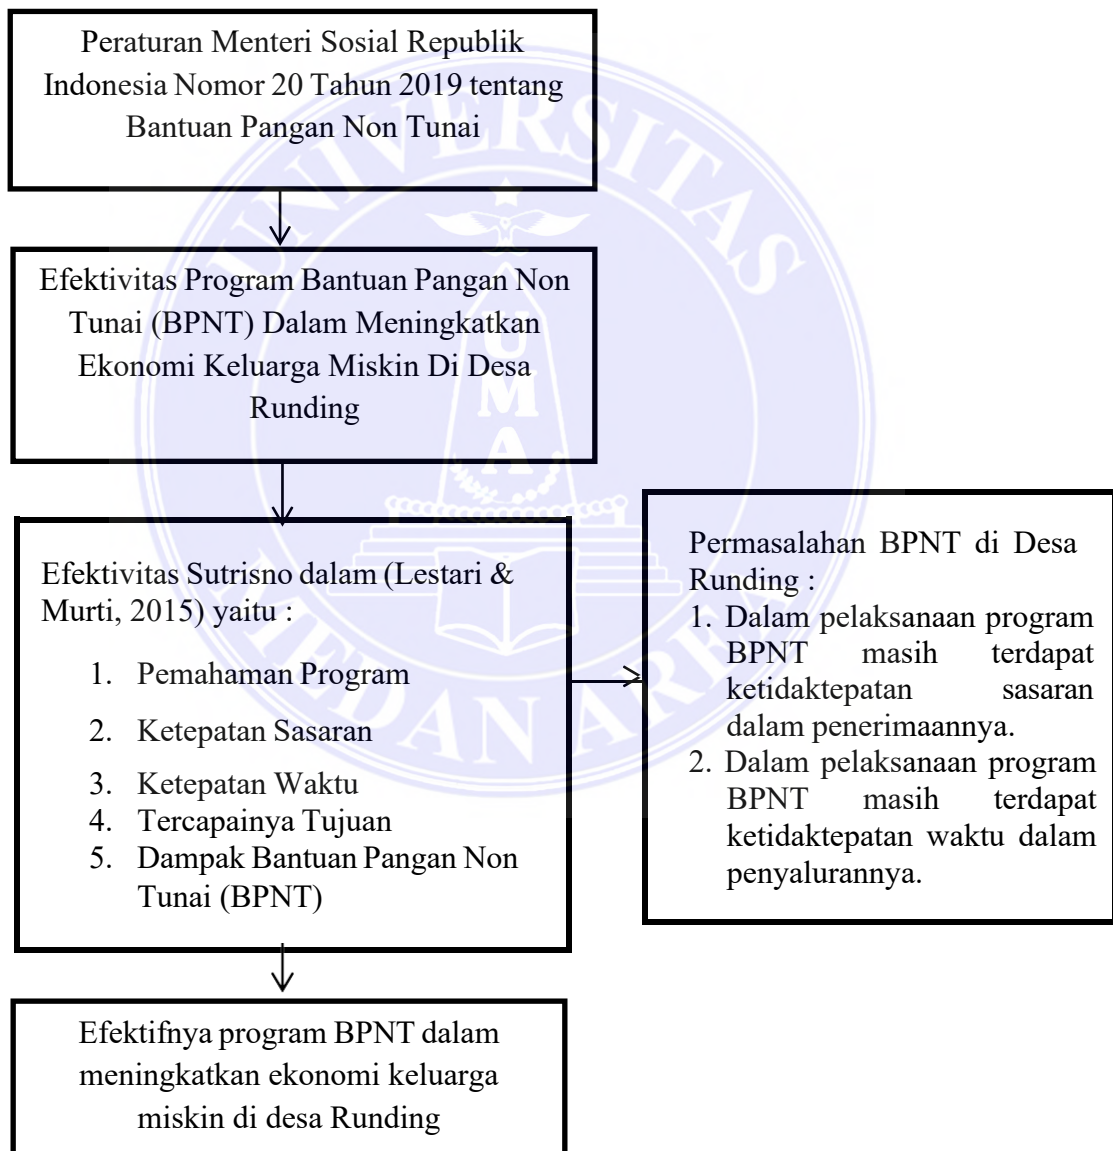 Peraturan Menteri Sosial Republik
Indonesia Nomor 20 Tahun 2019 tentang
Bantuan Pangan Non Tunai
Efektivitas Program Bantuan Pangan Non
Tunai (BPNT) Dalam Meningkatkan
Ekonomi Keluarga Miskin Di Desa
Runding
Efektivitas Sutrisno dalam (Lestari &
Murti, 2015) yaitu :
1. Pemahaman Program
2. Ketepatan Sasaran
3. Ketepatan Waktu
4. Tercapainya Tujuan
5. Dampak Bantuan Pangan Non
Tunai (BPNT)
Permasalahan BPNT di Desa
Runding :
1. Dalam pelaksanaan program
BPNT masih terdapat
ketidaktepatan sasaran
dalam penerimaannya.
2. Dalam pelaksanaan program
BPNT masih terdapat
ketidaktepatan waktu dalam
penyalurannya.
Efektifnya program BPNT dalam
meningkatkan ekonomi keluarga
miskin di desa Runding
UNIVERSITAS
MEDAN AREA
UMA